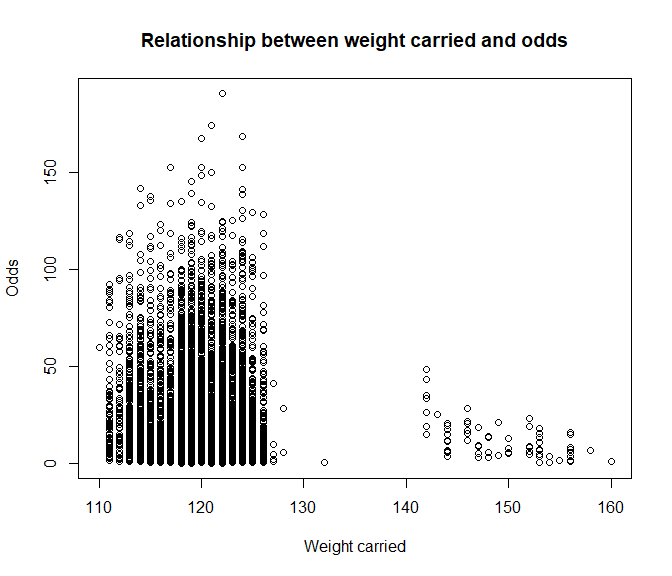 Relationship between weight carried and odds
150
100
50
0
Odds
110 120 130 140 150 160
Weight carried